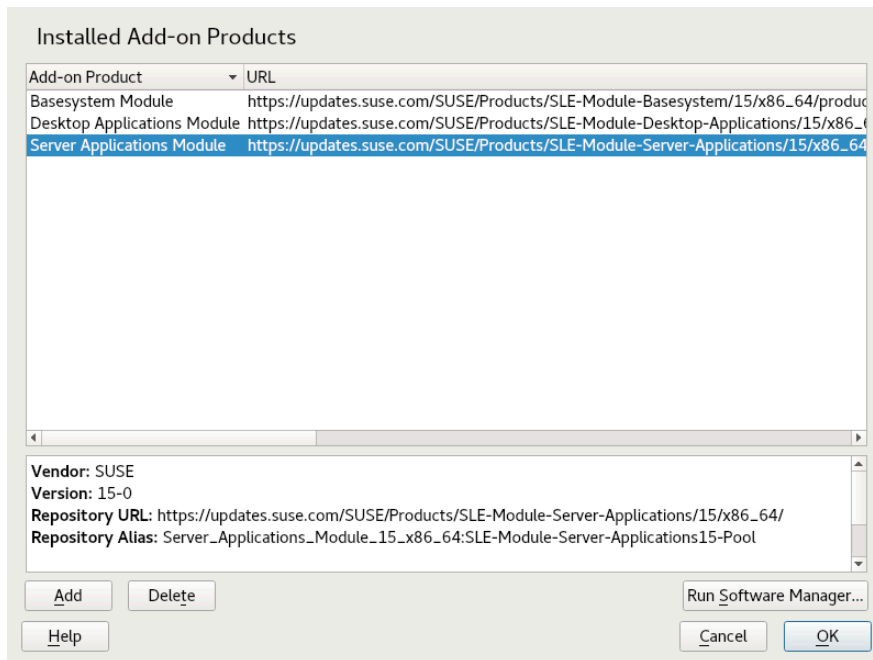 Installed Add-on Products
Add-on Product URL
Basesystem Module https://updates.suse.com/SUSE/Products/SLE-Module-Basesystem/15/x86_64/produc
Desktop Applications Module https://updates.suse.com/SUSE/Products/SLE-Module-Desktop-Applications/15/x86_6
Server Applications Module https://updates.suse.com/SUSE/Products/SLE-Module-Server-Applications/15/x86_64
Vendor: SUSE
Version: 15-0
Repository URL: https://updates.suse.com/SUSE/Products/SLE-Module-Server-Applications/15/x86_64/
Repository Alias: Server_Applications_Module_15_x86_64:SLE-Module-Server-Applications15-Pool
Add Delete Run Software Manager...
Help Cancel OK